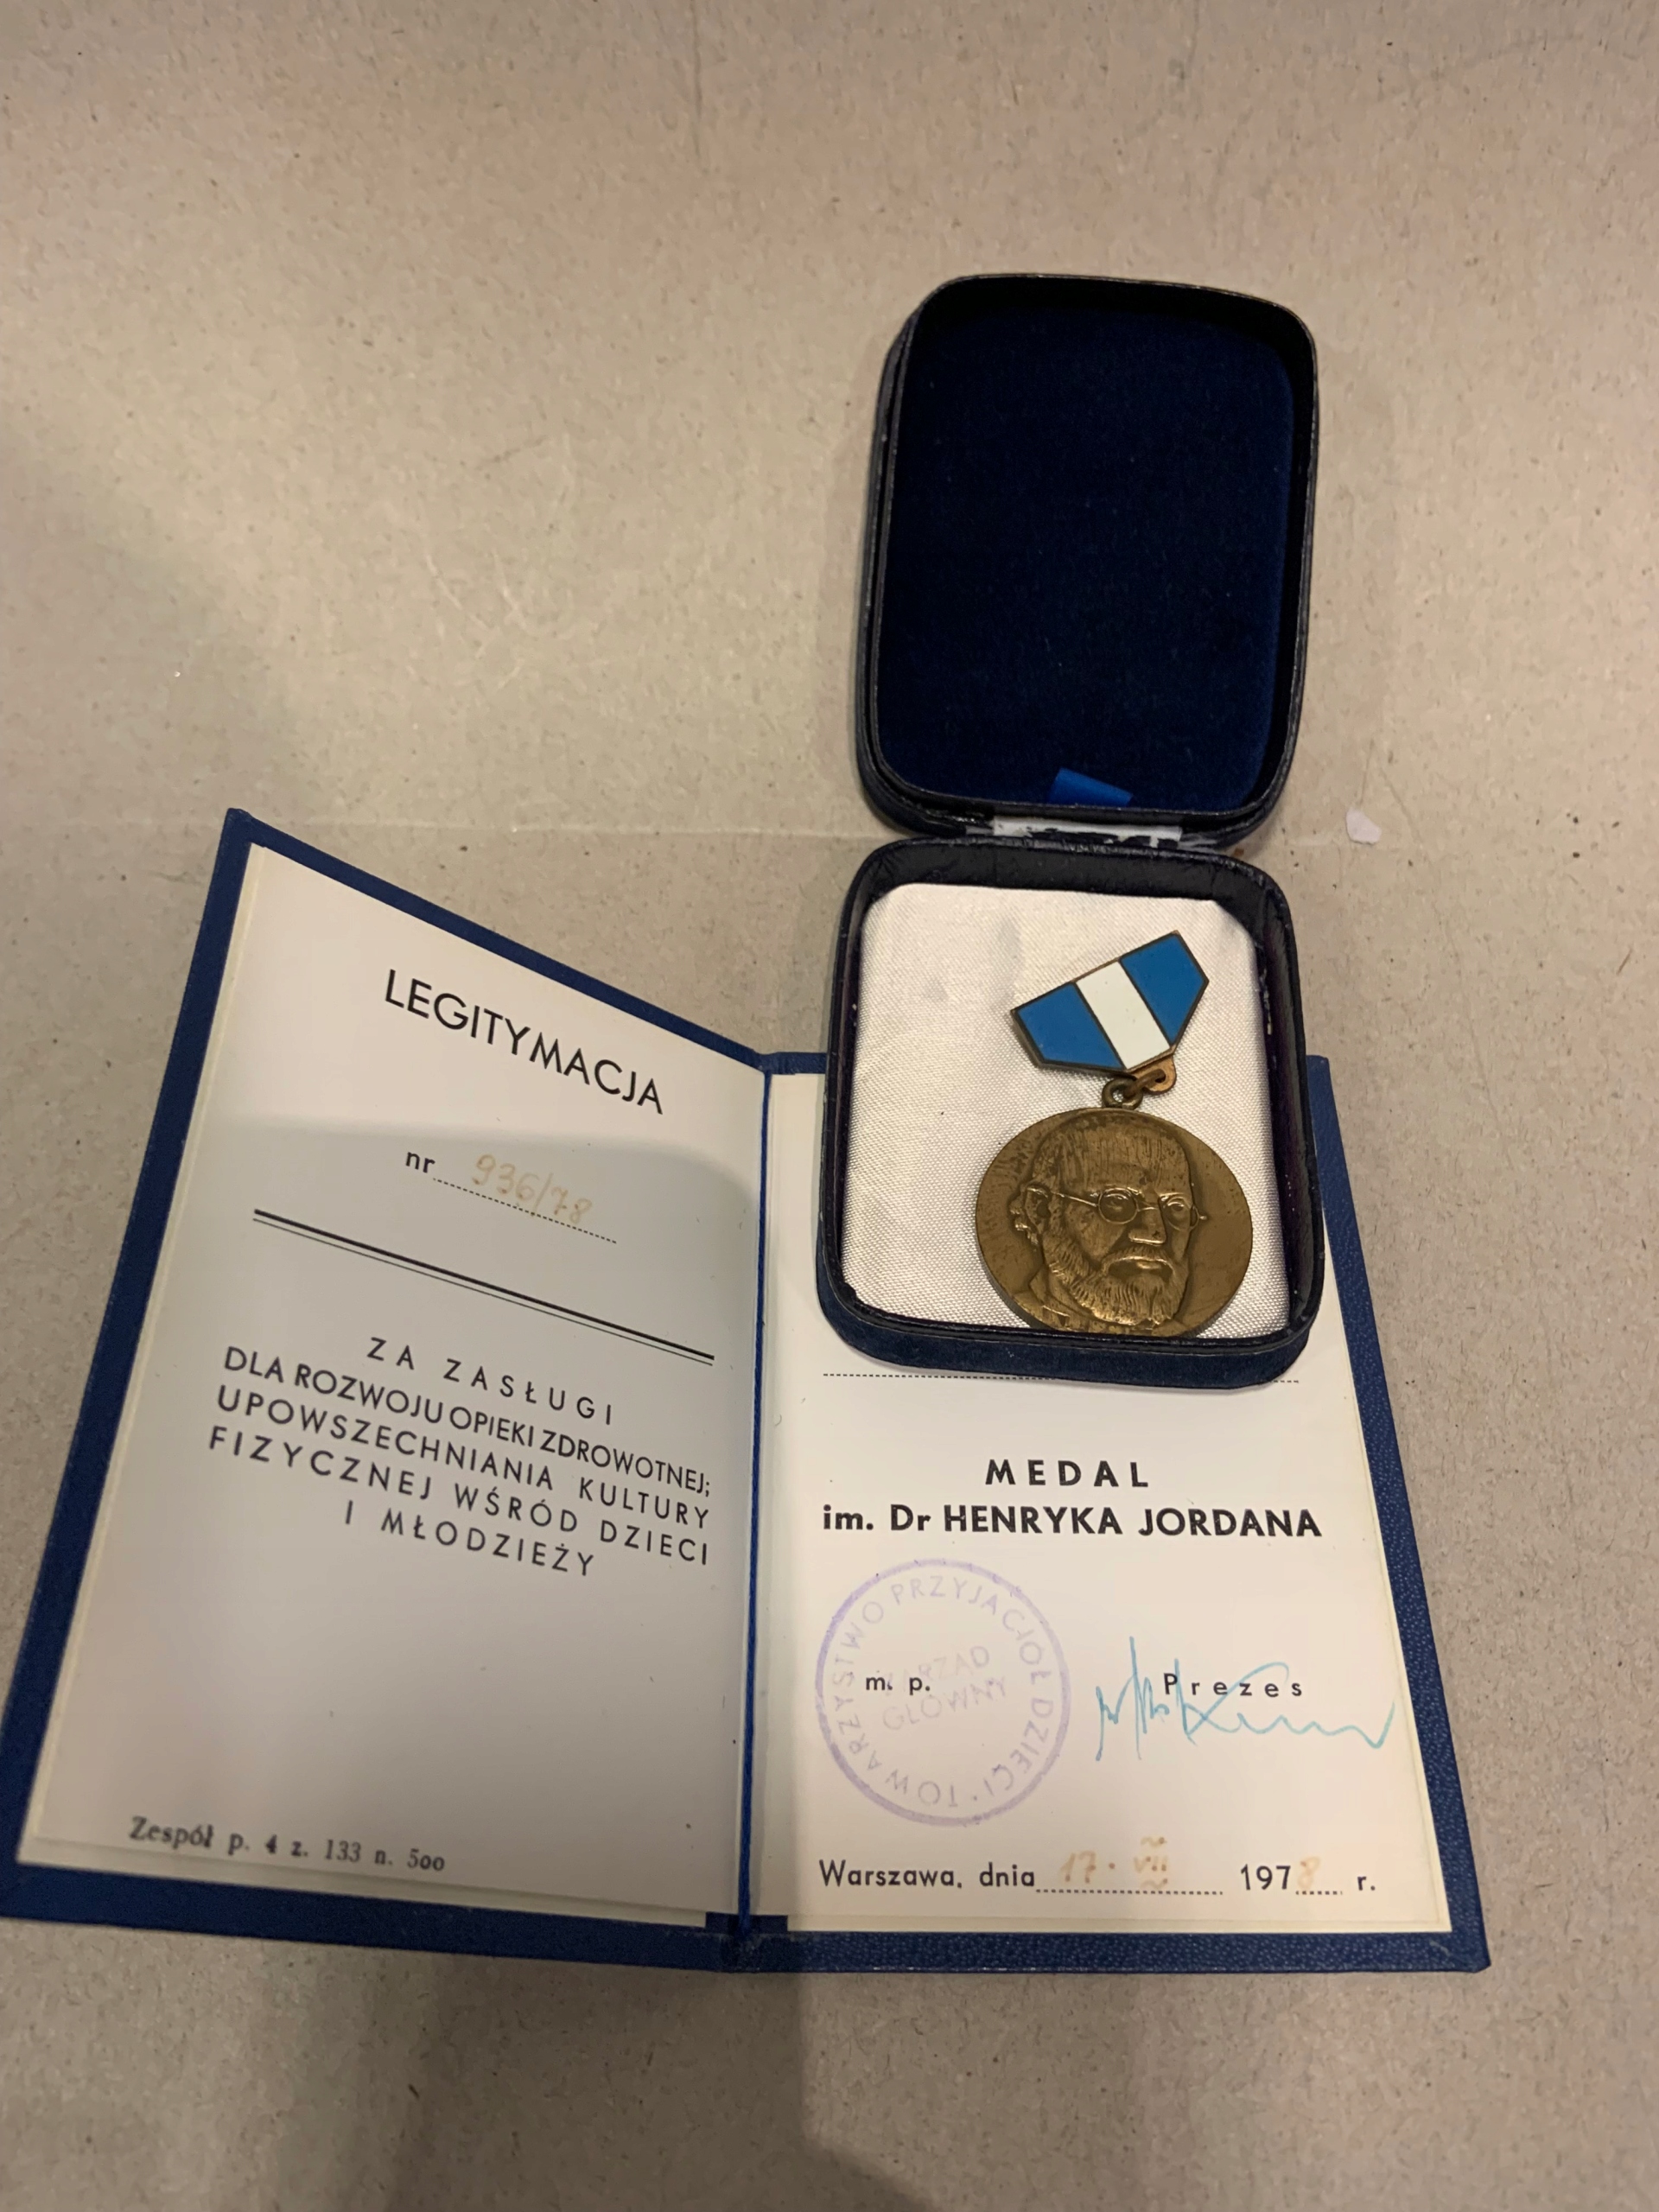 LEGITYMACJA
nr 936/78
ZA ZASŁUGI
DLA ROZWOJU OPIEKI ZDROWOTNEJ;
UPOWSZECHNIANIA KULTURY
FIZYCZNEJ WŚRÓD DZIECI
I MŁODZIEŻY
Zespół p. 4 z. 133 n. 500
MEDAL
im. Dr HENRYKA JORDANA
TOWARZYSTWO PRZYJACIÓŁ DZIECI
ZARZĄD
GŁÓWNY
m. p.
Prezes
Warszawa, dnia 17. VII 1978 r.